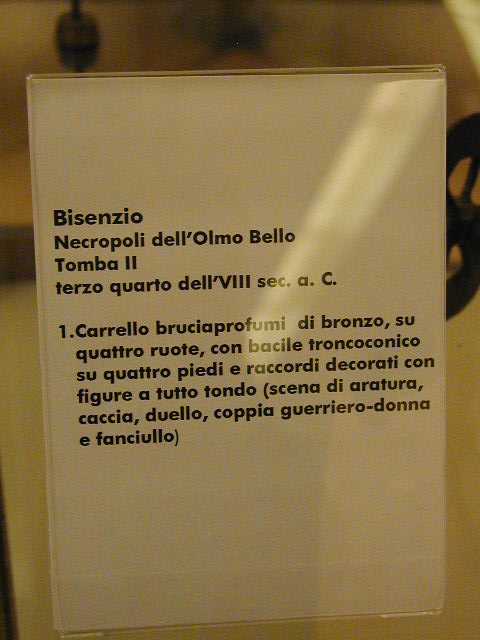 Bisenzio
Necropoli dell'Olmo Bello
Tomba II
terzo quarto dell'VIII sec. a. C.
1.Carrello bruciaprofumi di bronzo, su
quattro ruote, con bacile troncoconico
su quattro piedi e raccordi decorati con
figure a tutto tondo (scena di aratura,
caccia, duello, coppia guerriero-donna
e fanciullo)